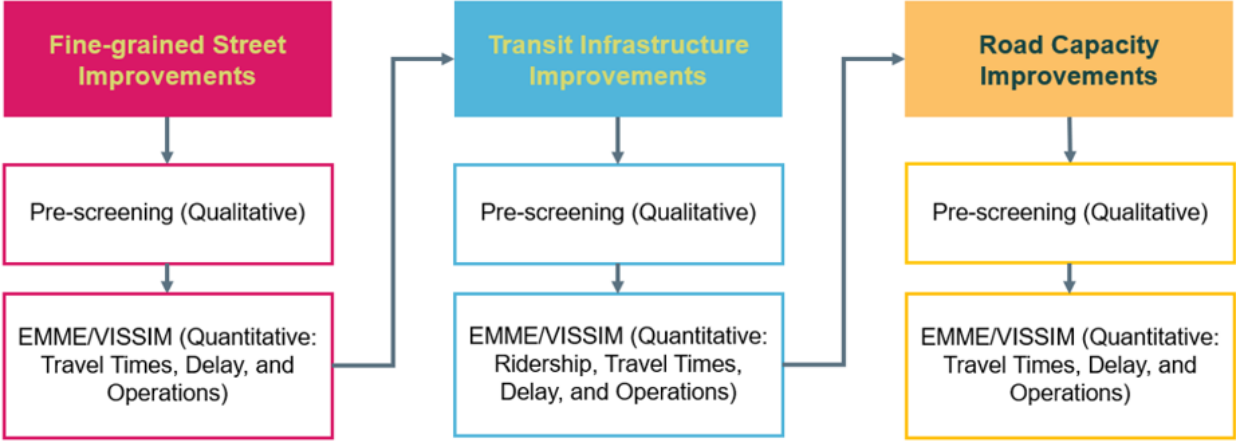 Fine-grained Street
Improvements
Pre-screening (Qualitative)
EMME/VISSIM (Quantitative:
Travel Times, Delay, and
Operations)
Transit Infrastructure
Improvements
Pre-screening (Qualitative)
EMME/VISSIM (Quantitative:
Ridership, Travel Times,
Delay, and Operations)
Road Capacity
Improvements
Pre-screening (Qualitative)
EMME/VISSIM (Quantitative:
Travel Times, Delay, and
Operations)